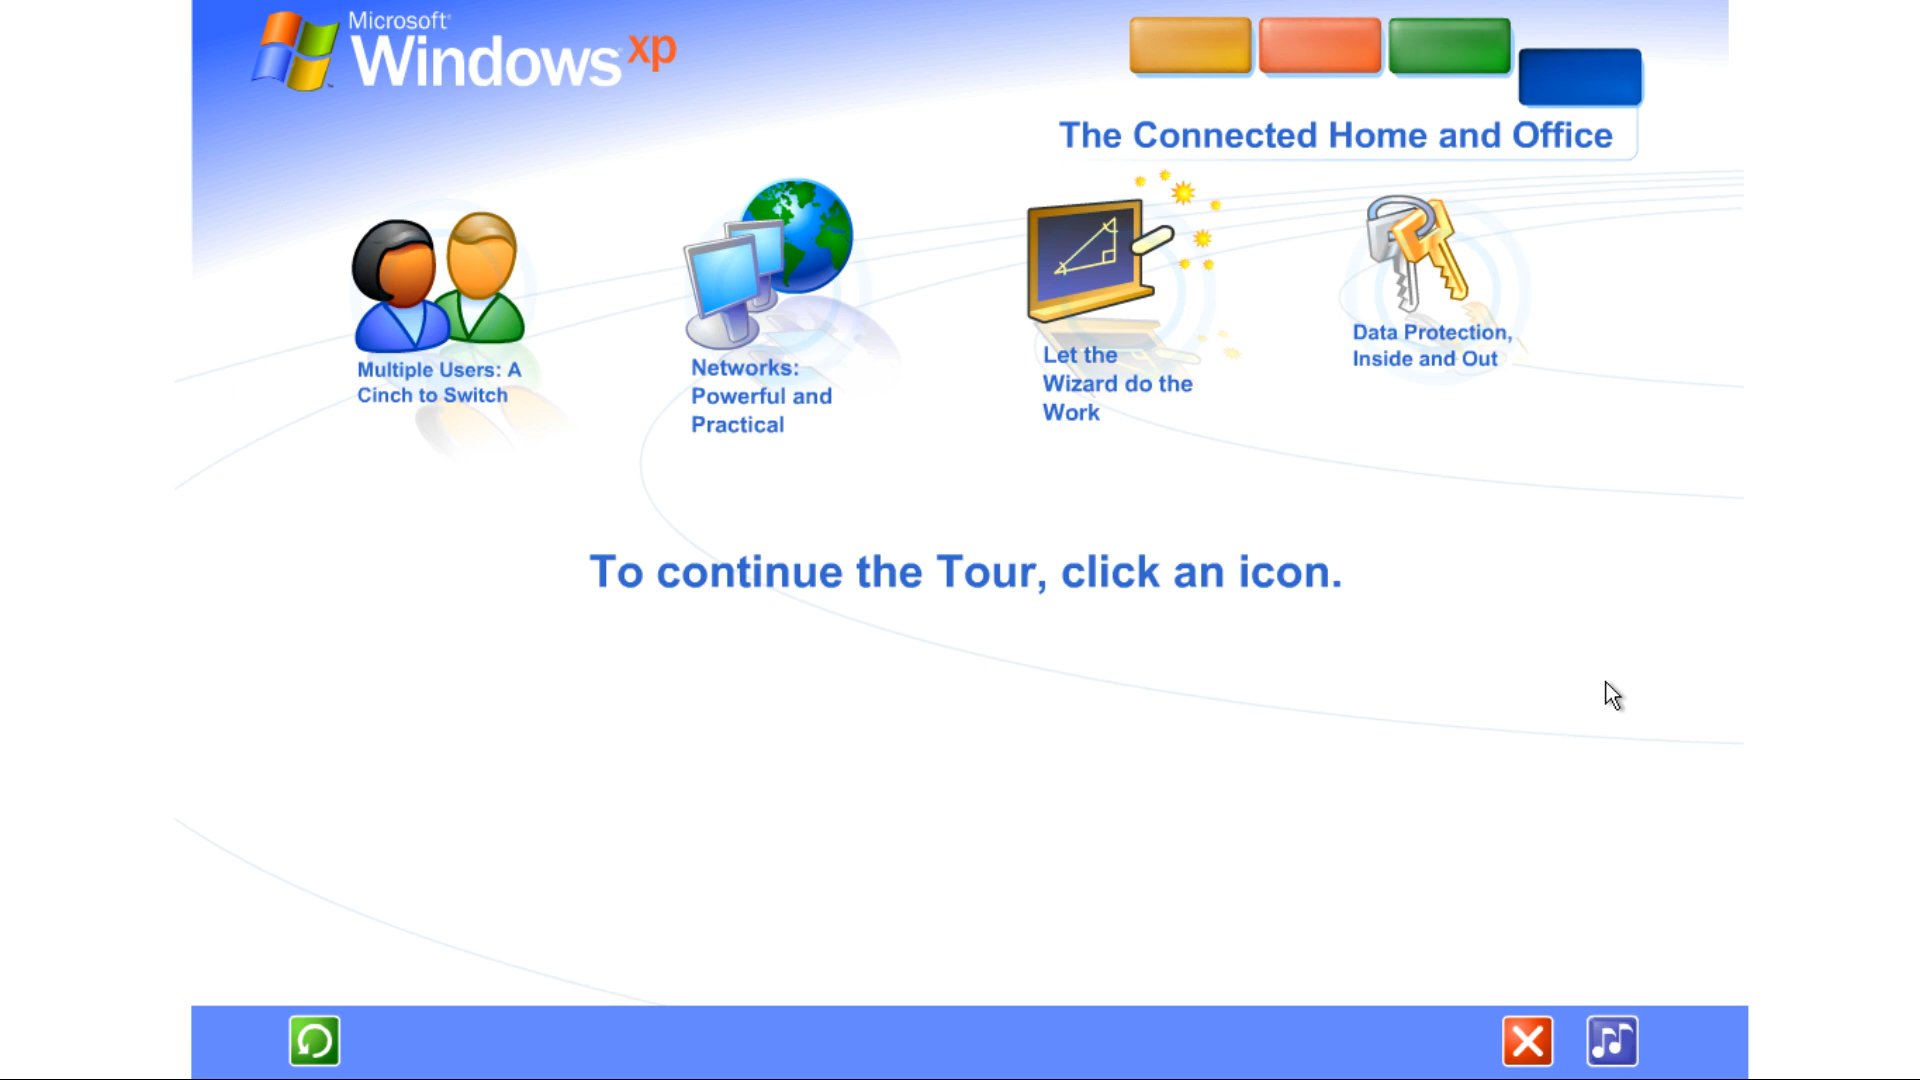 Microsoft
Windows xp
The Connected Home and Office
Multiple Users: A
Cinch to Switch
Networks:
Powerful and
Practical
Let the
Wizard do the
Work
Data Protection,
Inside and Out
To continue the Tour, click an icon.